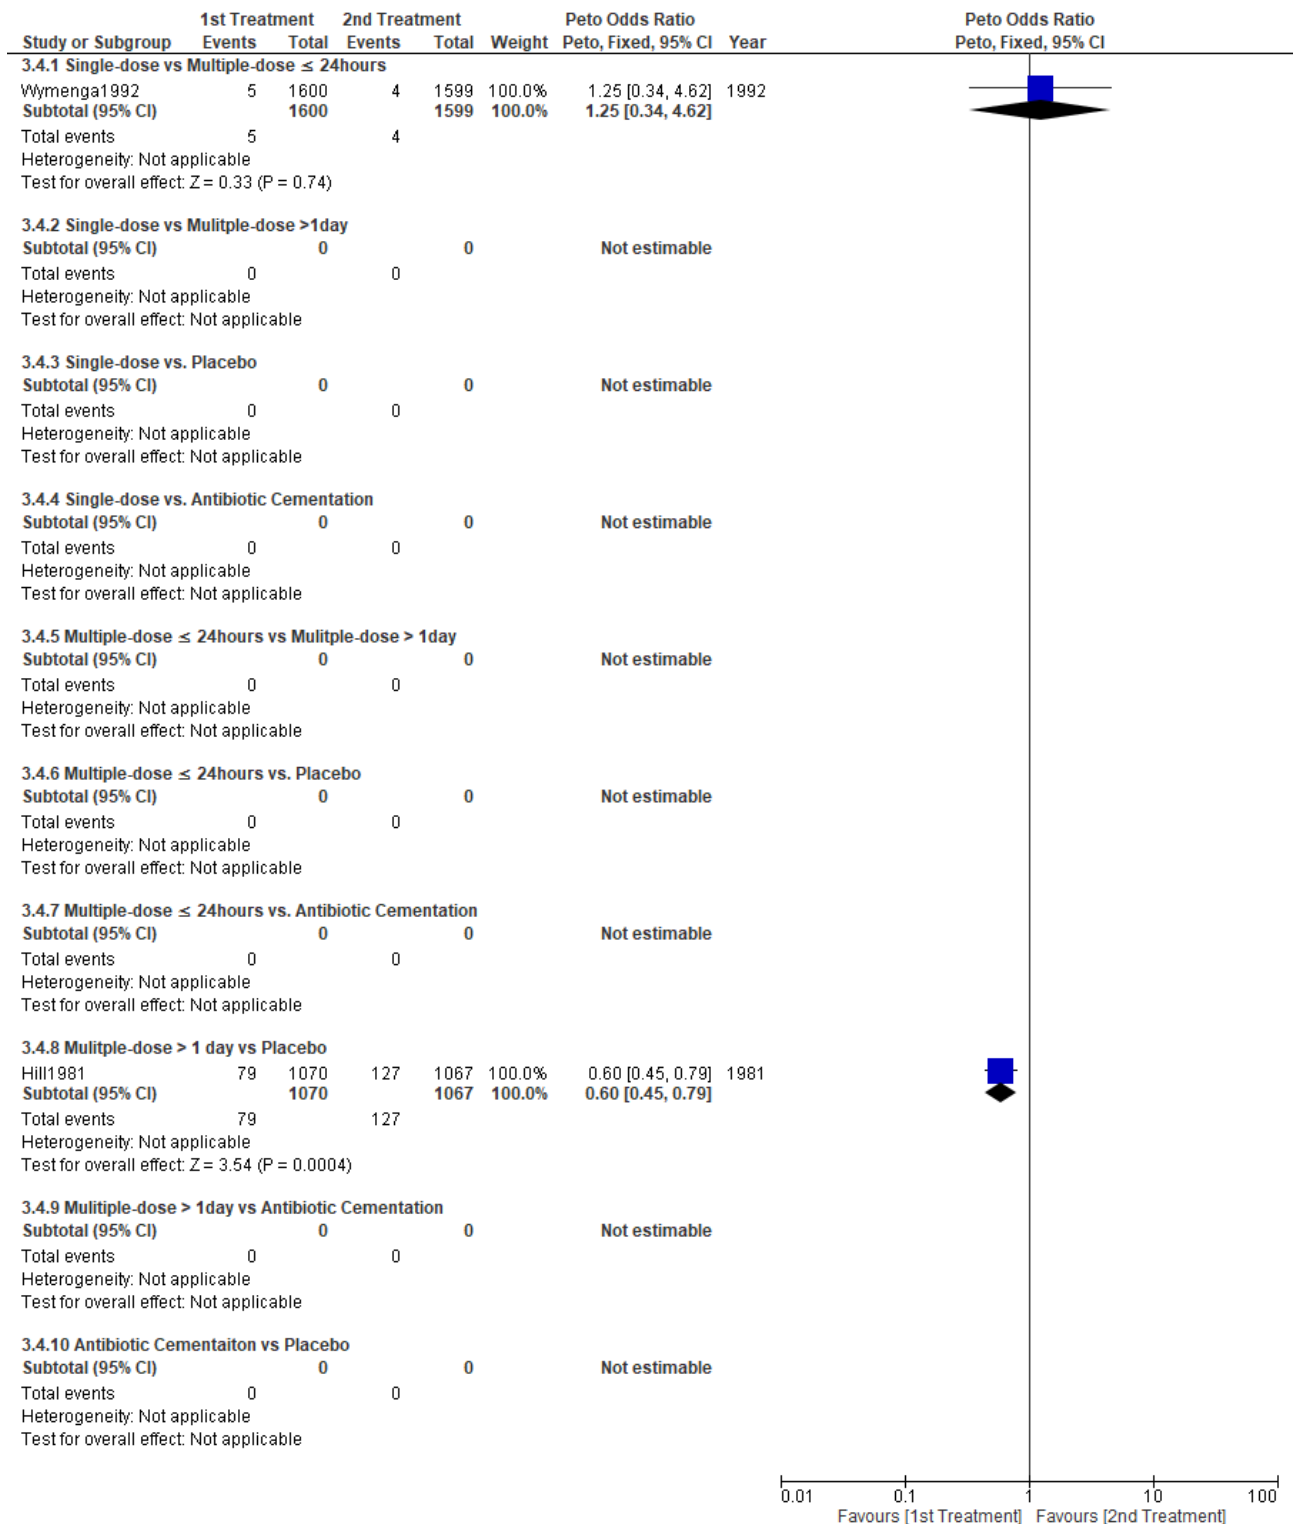 1st Treatment 2nd Treatment Peto Odds Ratio Peto Odds Ratio
Study or Subgroup Events Total Events Total Weight Peto, Fixed, 95% CI Year Peto, Fixed, 95% CI
3.4.1 Single-dose vs Multiple-dose ≤ 24hours
Wymenga1992 5 1600 4 1599 100.0% 1.25 [0.34, 4.62] 1992
Subtotal (95% CI) 1600 1599 100.0% 1.25 [0.34, 4.62]
Total events 5 4
Heterogeneity: Not applicable
Test for overall effect: Z = 0.33 (P = 0.74)
3.4.2 Single-dose vs Mulitple-dose >1day
Subtotal (95% CI) 0 0 Not estimable
Total events 0 0
Heterogeneity: Not applicable
Test for overall effect: Not applicable
3.4.3 Single-dose vs. Placebo
Subtotal (95% CI) 0 0 Not estimable
Total events 0 0
Heterogeneity: Not applicable
Test for overall effect: Not applicable
3.4.4 Single-dose vs. Antibiotic Cementation
Subtotal (95% CI) 0 0 Not estimable
Total events 0 0
Heterogeneity: Not applicable
Test for overall effect: Not applicable
3.4.5 Multiple-dose ≤ 24hours vs Mulitple-dose > 1day
Subtotal (95% CI) 0 0 Not estimable
Total events 0 0
Heterogeneity: Not applicable
Test for overall effect: Not applicable
3.4.6 Multiple-dose ≤ 24hours vs. Placebo
Subtotal (95% CI) 0 0 Not estimable
Total events 0 0
Heterogeneity: Not applicable
Test for overall effect: Not applicable
3.4.7 Multiple-dose ≤ 24hours vs. Antibiotic Cementation
Subtotal (95% CI) 0 0 Not estimable
Total events 0 0
Heterogeneity: Not applicable
Test for overall effect: Not applicable
3.4.8 Mulitple-dose > 1 day vs Placebo
Hill1981 79 1070 127 1067 100.0% 0.60 [0.45, 0.79] 1981
Subtotal (95% CI) 1070 1067 100.0% 0.60 [0.45, 0.79]
Total events 79 127
Heterogeneity: Not applicable
Test for overall effect: Z = 3.54 (P = 0.0004)
3.4.9 Mulitiple-dose > 1day vs Antibiotic Cementation
Subtotal (95% CI) 0 0 Not estimable
Total events 0 0
Heterogeneity: Not applicable
Test for overall effect: Not applicable
3.4.10 Antibiotic Cementaiton vs Placebo
Subtotal (95% CI) 0 0 Not estimable
Total events 0 0
Heterogeneity: Not applicable
Test for overall effect: Not applicable
0.01 0.1 1 10 100
Favours [1st Treatment] Favours [2nd Treatment]